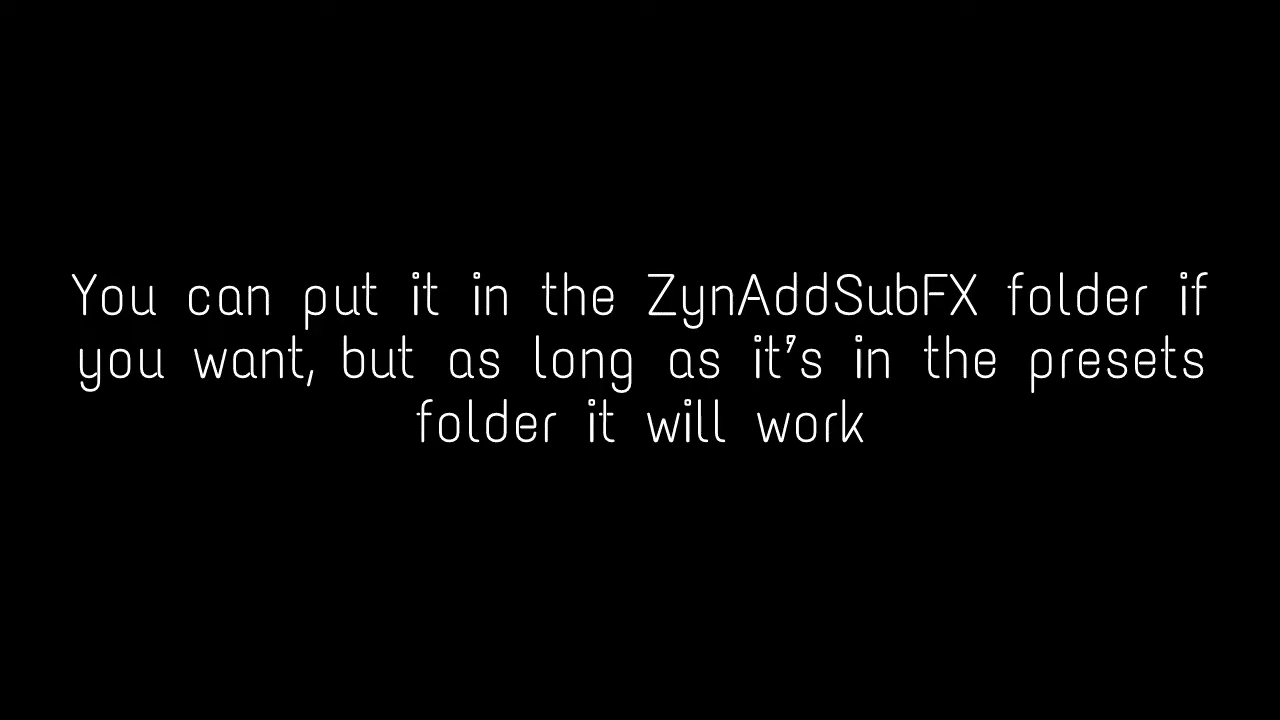 You can put it in the ZynAddSubFX folder if
you want, but as long as it's in the presets
folder it will work